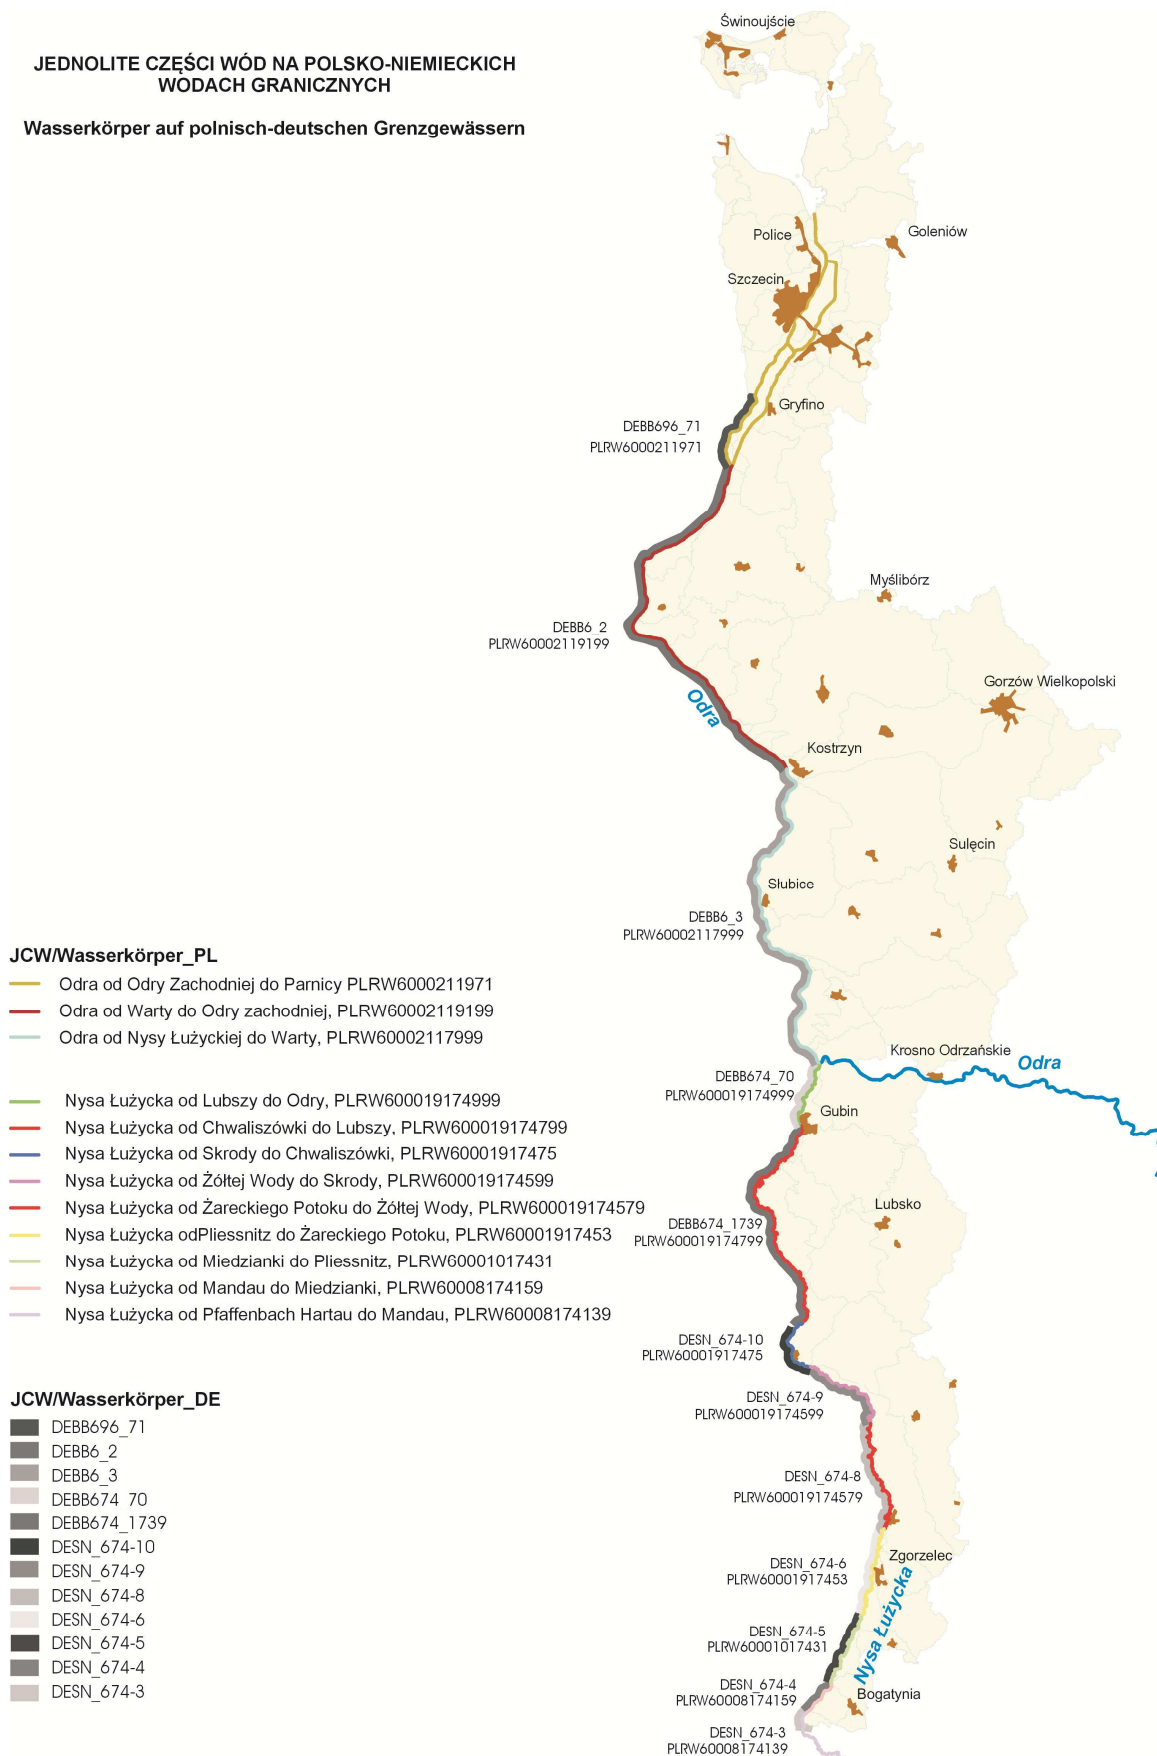 JEDNOLITE CZĘŚCI WÓD NA POLSKO-NIEMIECKICH
WODACH GRANICZNYCH
Wasserkörper auf polnisch-deutschen Grenzgewässern
Świnoujście
Police
Goleniów
Szczecin
Gryfino
DEBB696_71
PLRW6000211971
Myślibórz
DEBB6_2
PLRW60002119199
Gorzów Wielkopolski
Odra
Kostrzyn
Sulęcin
Słubice
DEBB6_3
PLRW60002117999
Krosno Odrzańskie
Odra
DEBB674_70
PLRW600019174999
Gubin
Lubsko
DEBB674_1739
PLRW600019174799
DESN_674-10
PLRW60001917475
DESN_674-9
PLRW600019174599
DESN_674-8
PLRW600019174579
Zgorzelec
DESN_674-6
PLRW60001917453
Nysa Łużycka
DESN_674-5
PLRW60001017431
DESN_674-4
PLRW60008174159
Bogatynia
DESN_674-3
PLRW60008174139
JCW/Wasserkörper_PL
Odra od Odry Zachodniej do Parnicy PLRW6000211971
Odra od Warty do Odry zachodniej, PLRW60002119199
Odra od Nysy Łużyckiej do Warty, PLRW60002117999
Nysa Łużycka od Lubszy do Odry, PLRW600019174999
Nysa Łużycka od Chwaliszówki do Lubszy, PLRW600019174799
Nysa Łużycka od Skrody do Chwaliszówki, PLRW60001917475
Nysa Łużycka od Żółtej Wody do Skrody, PLRW600019174599
Nysa Łużycka od Żareckiego Potoku do Żółtej Wody, PLRW600019174579
Nysa Łużycka odPliessnitz do Żareckiego Potoku, PLRW60001917453
Nysa Łużycka od Miedzianki do Pliessnitz, PLRW60001017431
Nysa Łużycka od Mandau do Miedzianki, PLRW60008174159
Nysa Łużycka od Pfaffenbach Hartau do Mandau, PLRW60008174139
JCW/Wasserkörper_DE
DEBB696_71
DEBB6_2
DEBB6_3
DEBB674_70
DEBB674_1739
DESN_674-10
DESN_674-9
DESN_674-8
DESN_674-6
DESN_674-5
DESN_674-4
DESN_674-3